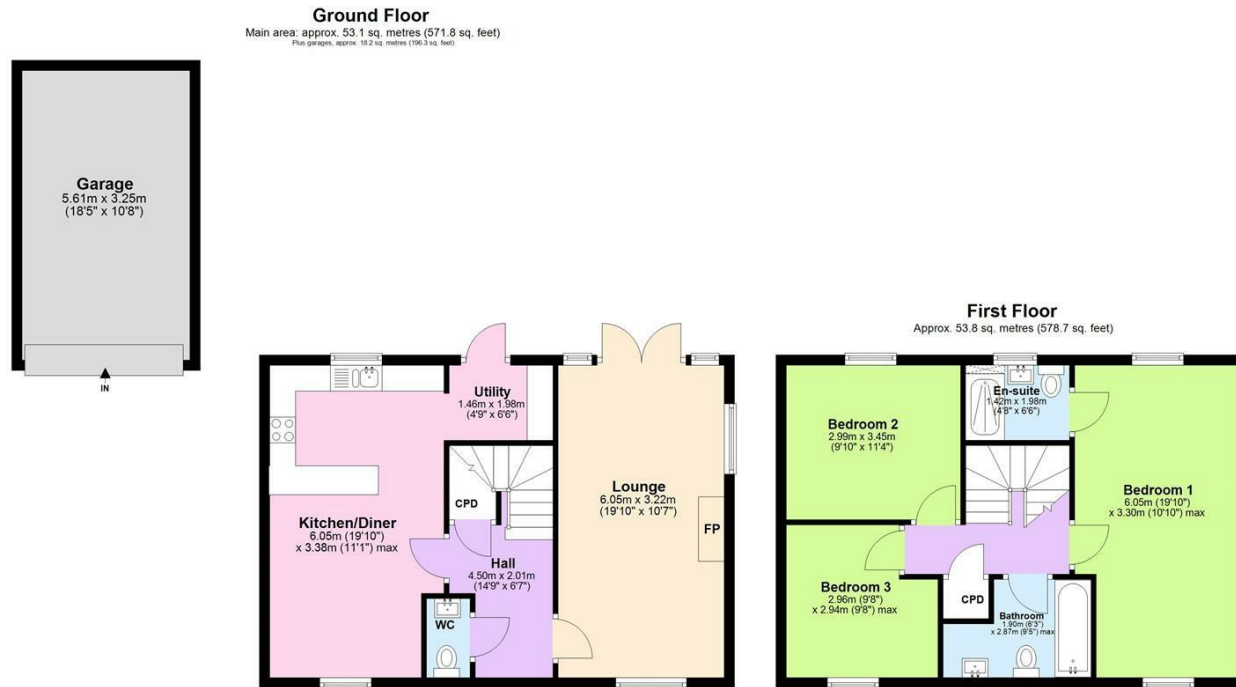 Ground Floor
Main area: approx. 53.1 sq. metres (571.8 sq. feet)
Plus garages, approx. 18.2 sq. metres (196.3 sq. feet)
Garage
5.61m x 3.25m
(18'5" x 10'8")
IN
Utility
1.46m x 1.98m
(4'9" x 6'6")
CPD
Lounge
6.05m x 3.22m
(19'10" x 10'7")
FP
Kitchen/Diner
6.05m (19'10")
x 3.38m (11'1") max
Hall
4.50m x 2.01m
(14'9" x 6'7")
WC
First Floor
Approx. 53.8 sq. metres (578.7 sq. feet)
En-suite
1.42m x 1.98m
(4'8" x 6'6")
Bedroom 2
2.99m x 3.45m
(9'10" x 11'4")
Bedroom 1
6.05m (19'10")
x 3.30m (10'10") max
Bedroom 3
2.96m (9'8")
x 2.94m (9'8") max
CPD
Bathroom
1.90m (6'3")
x 2.87m (9'5") max